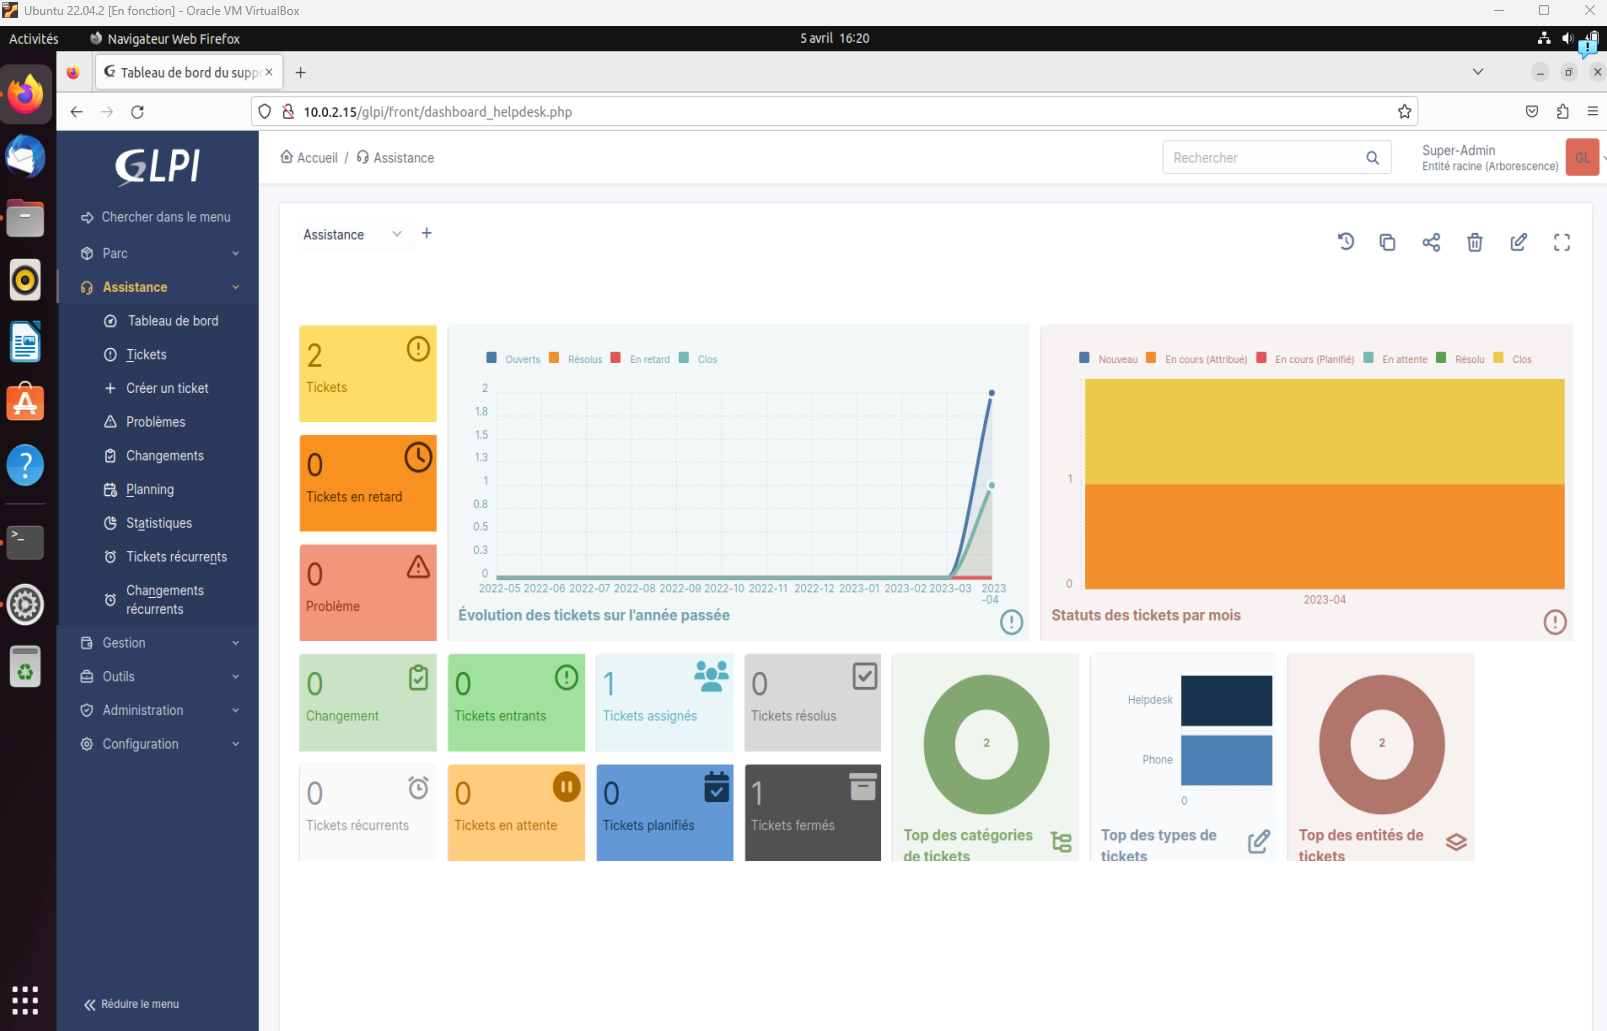 Ubuntu 22.04.2 [En fonction] - Oracle VM VirtualBox
Activités
Navigateur Web Firefox
5 avril 16:20
Tableau de bord du suppo
10.0.2.15/glpi/front/dashboard_helpdesk.php
GLPI
Chercher dans le menu
Parc
Assistance
Tableau de bord
Tickets
Créer un ticket
Problèmes
Changements
Planning
Statistiques
Tickets récurrents
Changements
récurrents
Gestion
Outils
Administration
Configuration
Réduire le menu
Accueil / Assistance
Rechercher
Super-Admin
Entité racine (Arborescence)
GL
Assistance
2
Tickets
0
Tickets en retard
0
Problème
Ouverts Résolus En retard Clos
2
1.8
1.5
1.3
1
0.8
0.5
0.3
0
2022-05 2022-06 2022-07 2022-08 2022-09 2022-10 2022-11 2022-12 2023-01 2023-02 2023-03 2023
-04
Évolution des tickets sur l'année passée
Nouveau En cours (Attribué) En cours (Planifié) En attente Résolu Clos
1
0
2023-04
Statuts des tickets par mois
0
Changement
0
Tickets entrants
1
Tickets assignés
0
Tickets résolus
0
Tickets récurrents
0
Tickets en attente
0
Tickets planifiés
1
Tickets fermés
2
Top des catégories
de tickets
Helpdesk
Phone
0
Top des types de
tickets
2
Top des entités de
tickets